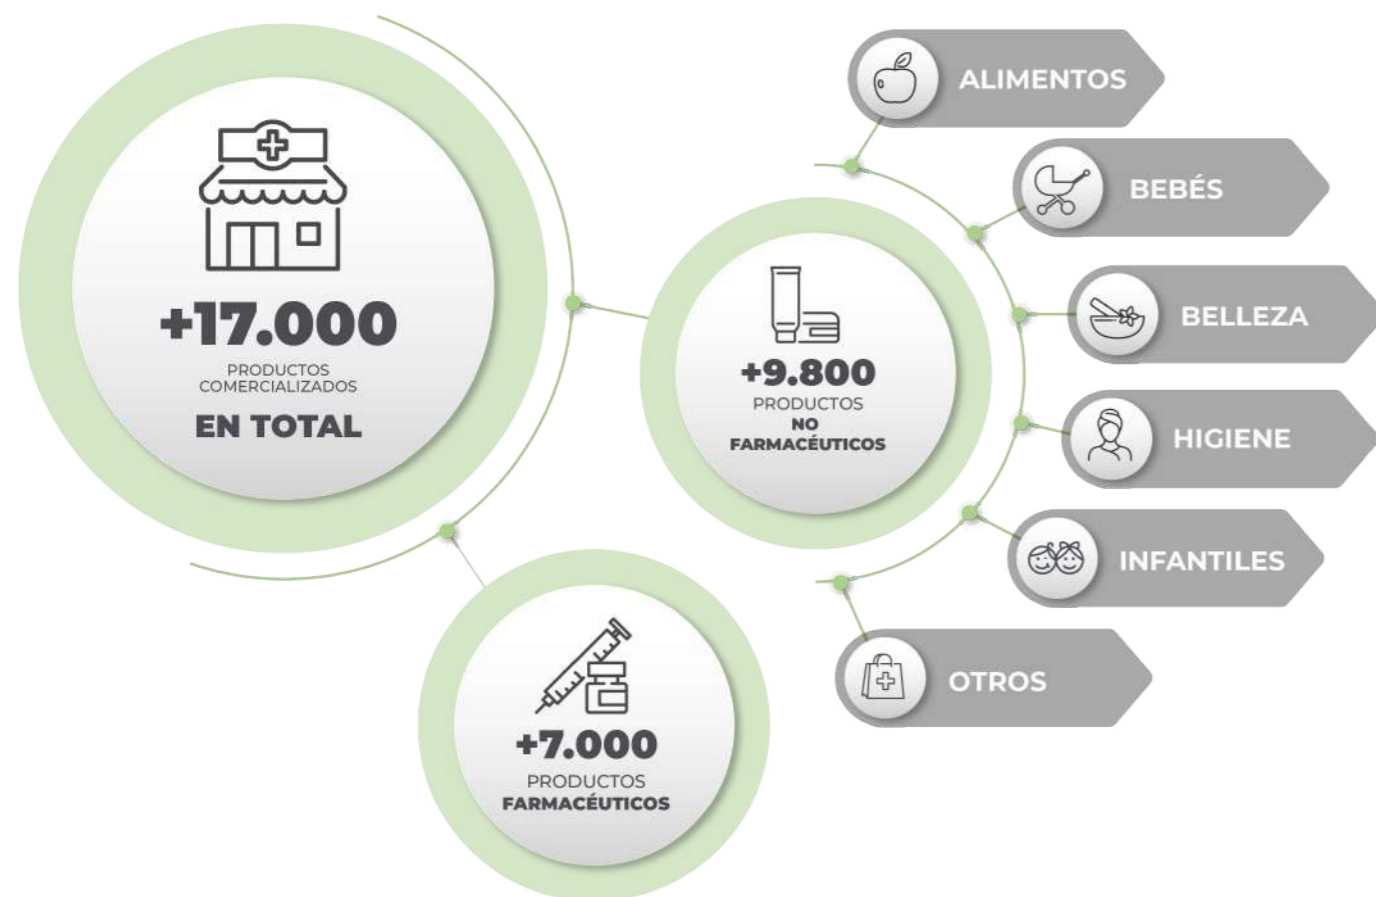 +17.000
PRODUCTOS
COMERCIALIZADOS
EN TOTAL
+9.800
PRODUCTOS
NO
FARMACÉUTICOS
+7.000
PRODUCTOS
FARMACÉUTICOS
ALIMENTOS
BEBÉS
BELLEZA
HIGIENE
INFANTILES
OTROS